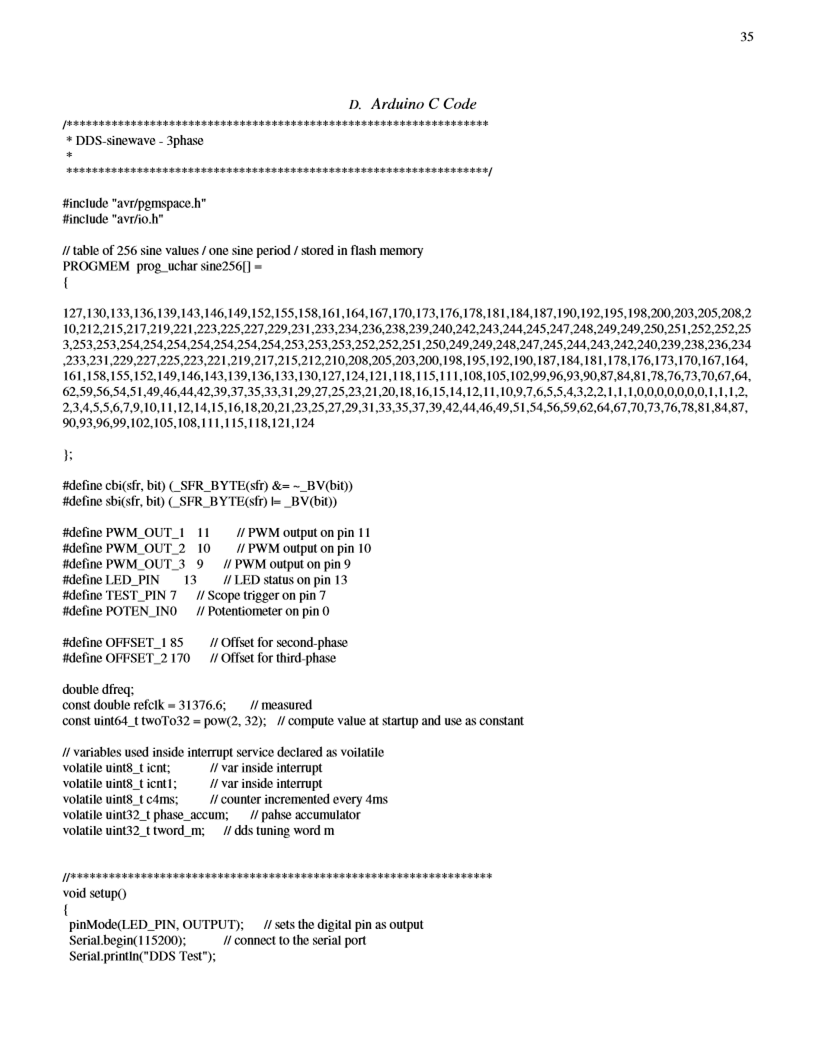 35
D. Arduino C Code
/******************************************************************
* DDS-sinewave - 3phase
*
******************************************************************/
#include "avr/pgmspace.h"
#include "avr/io.h"
// table of 256 sine values / one sine period / stored in flash memory
PROGMEM prog_uchar sine256[] =
{
127,130,133,136,139,143,146,149,152,155,158,161,164,167,170,173,176,178,181,184,187,190,192,195,198,200,203,205,208,2
10,212,215,217,219,221,223,225,227,229,231,233,234,236,238,239,240,242,243,244,245,247,248,249,249,250,251,252,252,25
3,253,253,254,254,254,254,254,254,254,253,253,253,252,252,251,250,249,249,248,247,245,244,243,242,240,239,238,236,234
,233,231,229,227,225,223,221,219,217,215,212,210,208,205,203,200,198,195,192,190,187,184,181,178,176,173,170,167,164,
161,158,155,152,149,146,143,139,136,133,130,127,124,121,118,115,111,108,105,102,99,96,93,90,87,84,81,78,76,73,70,67,64,
62,59,56,54,51,49,46,44,42,39,37,35,33,31,29,27,25,23,21,20,18,16,15,14,12,11,10,9,7,6,5,5,4,3,2,2,1,1,1,0,0,0,0,0,0,0,1,1,1,2,
2,3,4,5,5,6,7,9,10,11,12,14,15,16,18,20,21,23,25,27,29,31,33,35,37,39,42,44,46,49,51,54,56,59,62,64,67,70,73,76,78,81,84,87,
90,93,96,99,102,105,108,111,115,118,121,124
};
#define cbi(sfr, bit) (_SFR_BYTE(sfr) &= ~_BV(bit))
#define sbi(sfr, bit) (_SFR_BYTE(sfr) |= _BV(bit))
#define PWM_OUT_1 11 // PWM output on pin 11
#define PWM_OUT_2 10 // PWM output on pin 10
#define PWM_OUT_3 9 // PWM output on pin 9
#define LED_PIN 13 // LED status on pin 13
#define TEST_PIN 7 // Scope trigger on pin 7
#define POTEN_IN0 // Potentiometer on pin 0
#define OFFSET_1 85 // Offset for second-phase
#define OFFSET_2 170 // Offset for third-phase
double dfreq;
const double refclk = 31376.6; // measured
const uint64_t twoTo32 = pow(2, 32); // compute value at startup and use as constant
// variables used inside interrupt service declared as voilatile
volatile uint8_t icnt; // var inside interrupt
volatile uint8_t icnt1; // var inside interrupt
volatile uint8_t c4ms; // counter incremented every 4ms
volatile uint32_t phase_accum; // pahse accumulator
volatile uint32_t tword_m; // dds tuning word m
//******************************************************************
void setup()
{
pinMode(LED_PIN, OUTPUT); // sets the digital pin as output
Serial.begin(115200); // connect to the serial port
Serial.println("DDS Test");